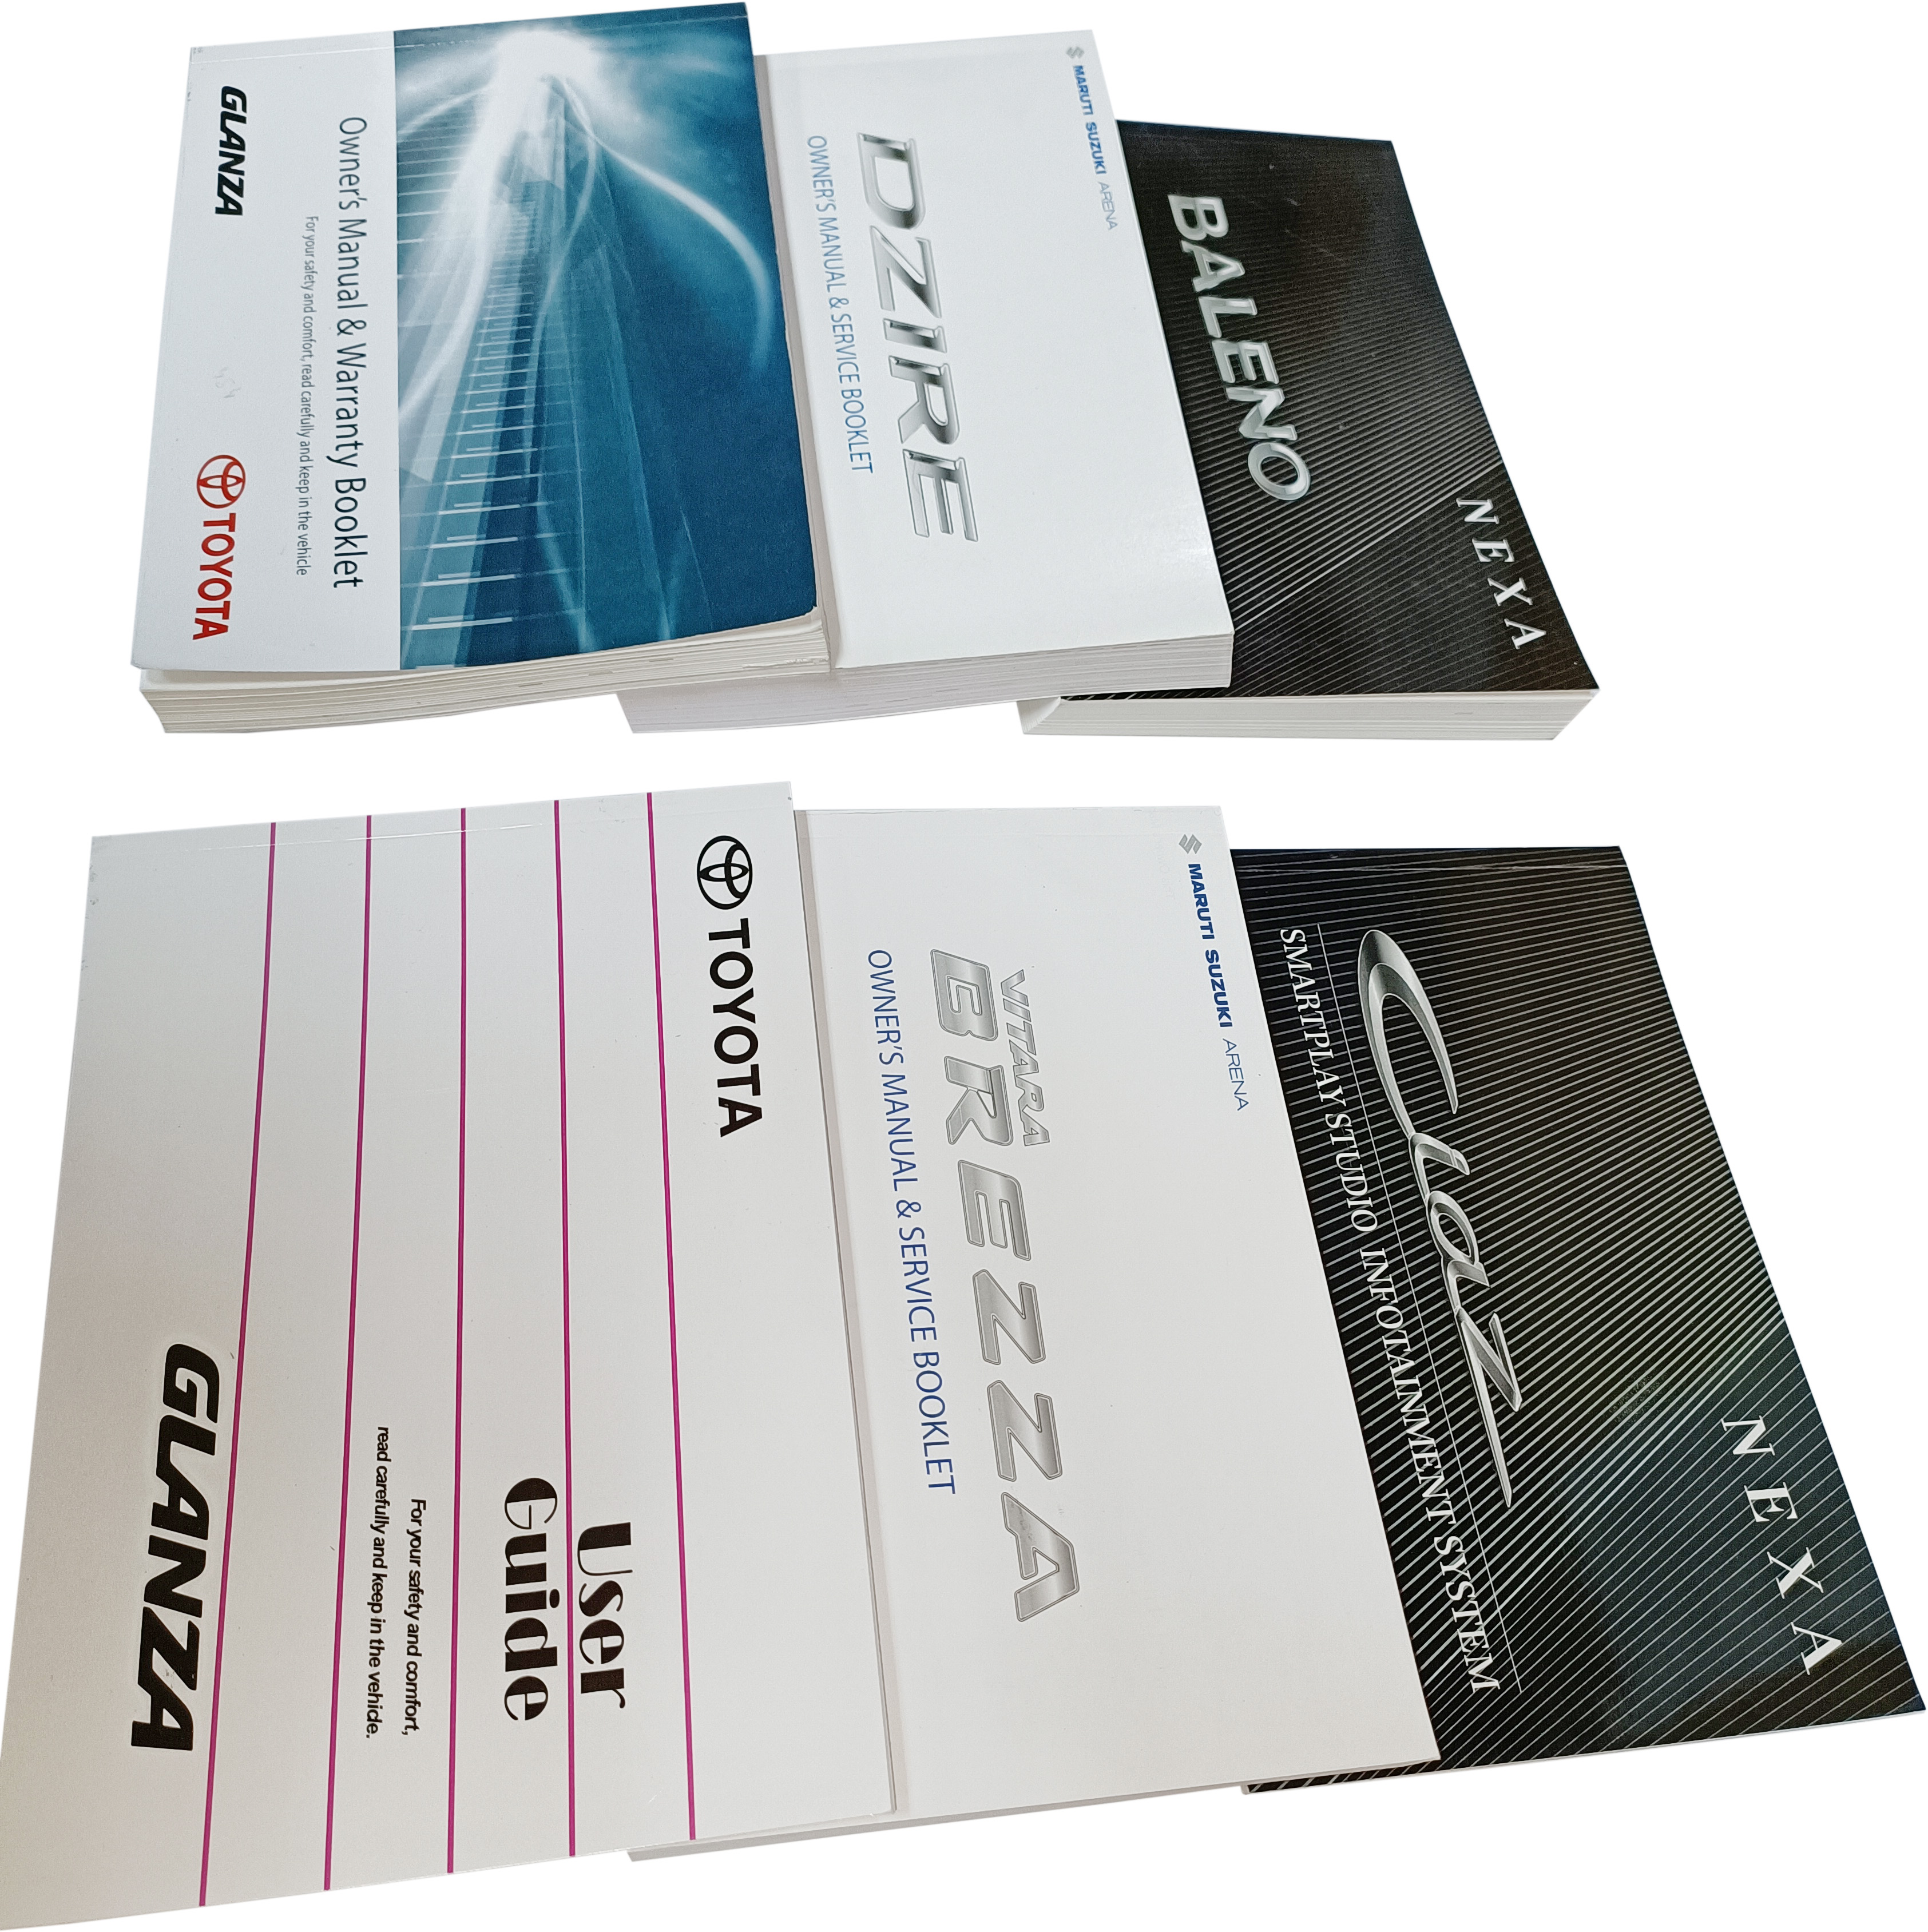 GLANZA
Owner's Manual & Warranty Booklet
For your safety and comfort, read carefully and keep in the vehicle
TOYOTA
MARUTI SUZUKI ARENA
DZIRE
OWNER'S MANUAL & SERVICE BOOKLET
BALENO
NEXA
TOYOTA
User
Guide
For your safety and comfort,
read carefully and keep in the vehicle.
GLANZA
MARUTI SUZUKI ARENA
VITARA
BREZZA
OWNER'S MANUAL & SERVICE BOOKLET
NEXA
Ciaz
SMARTPLAY STUDIO INFOTAINMENT SYSTEM